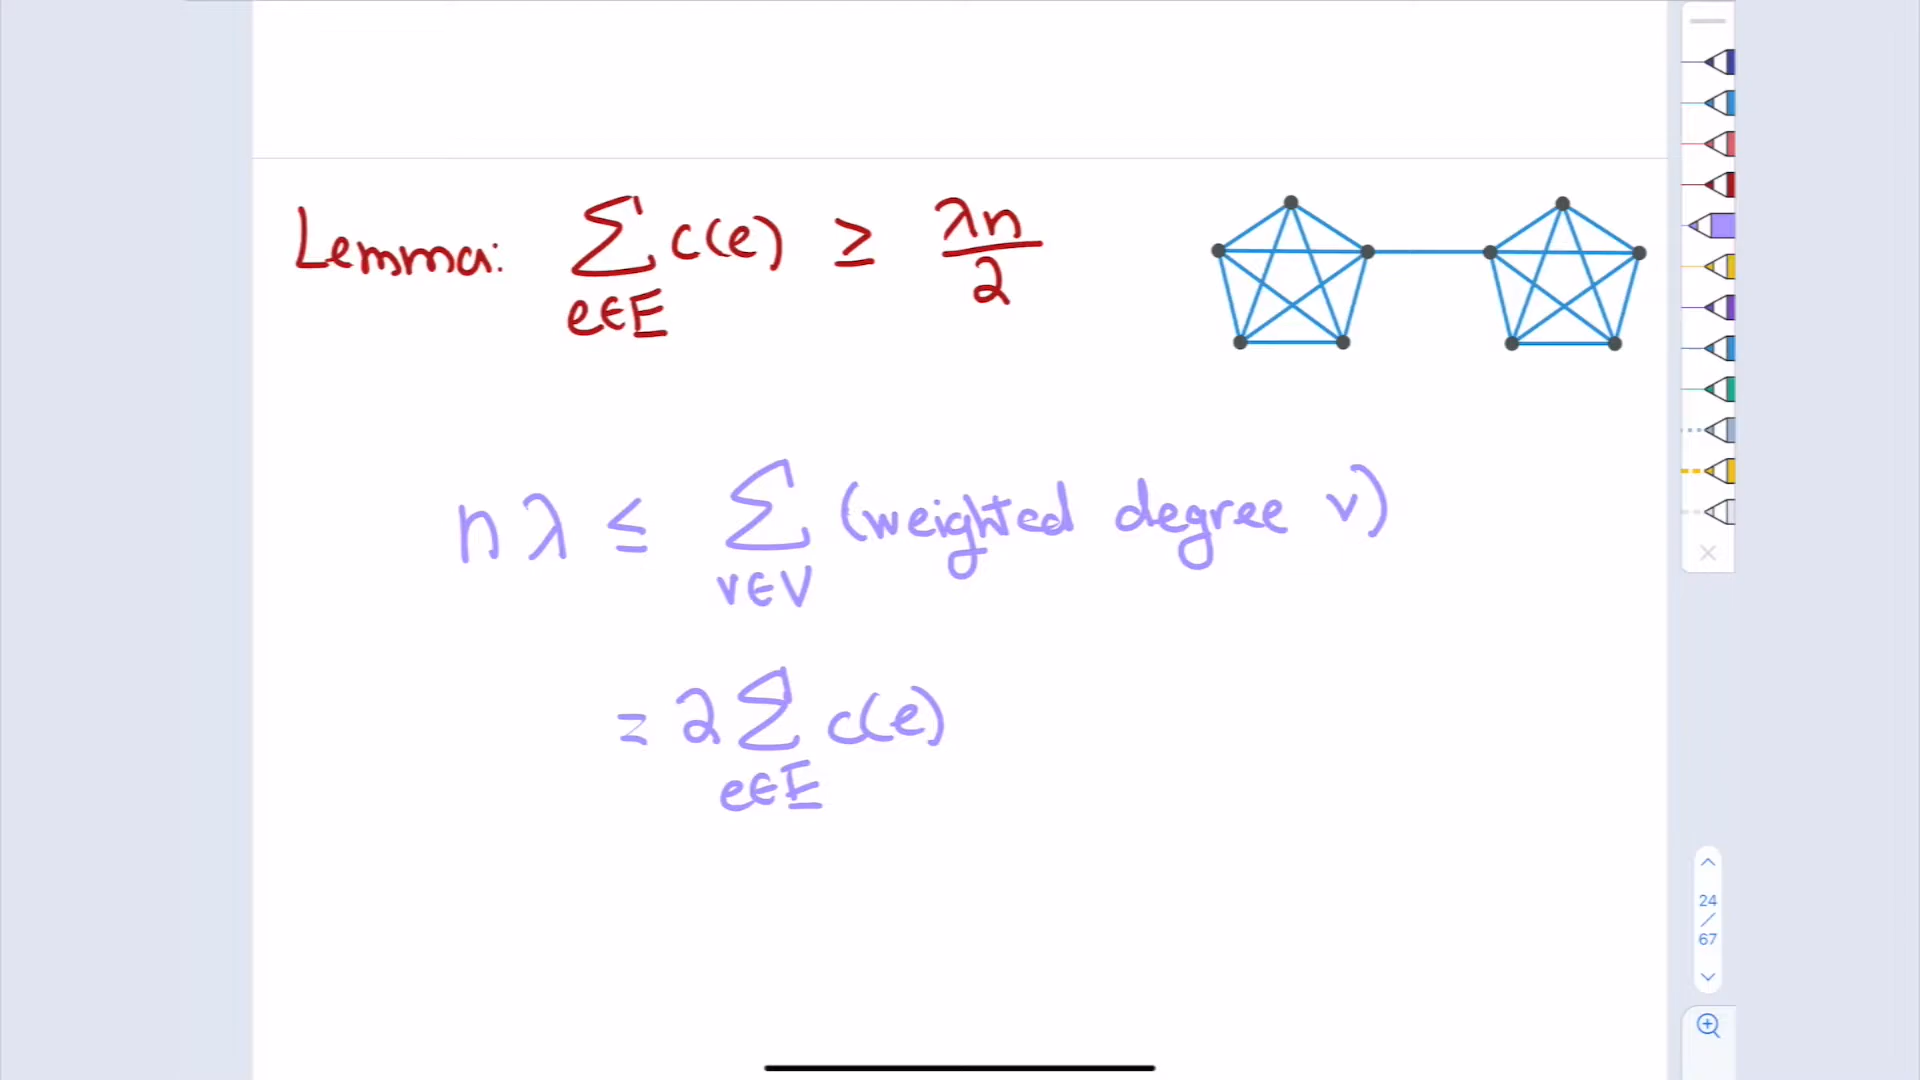 Lemma: ∑ c(e) ≥ λn/2
e∈E
nλ ≤ ∑ (weighted degree v)
v∈V
= 2 ∑ c(e)
e∈E
24
/
67